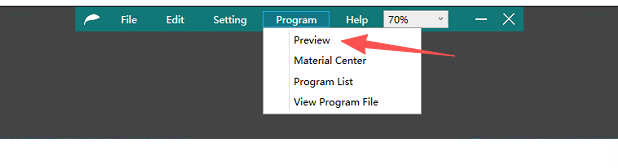 File Edit Setting Program Help 70%
Preview
Material Center
Program List
View Program File